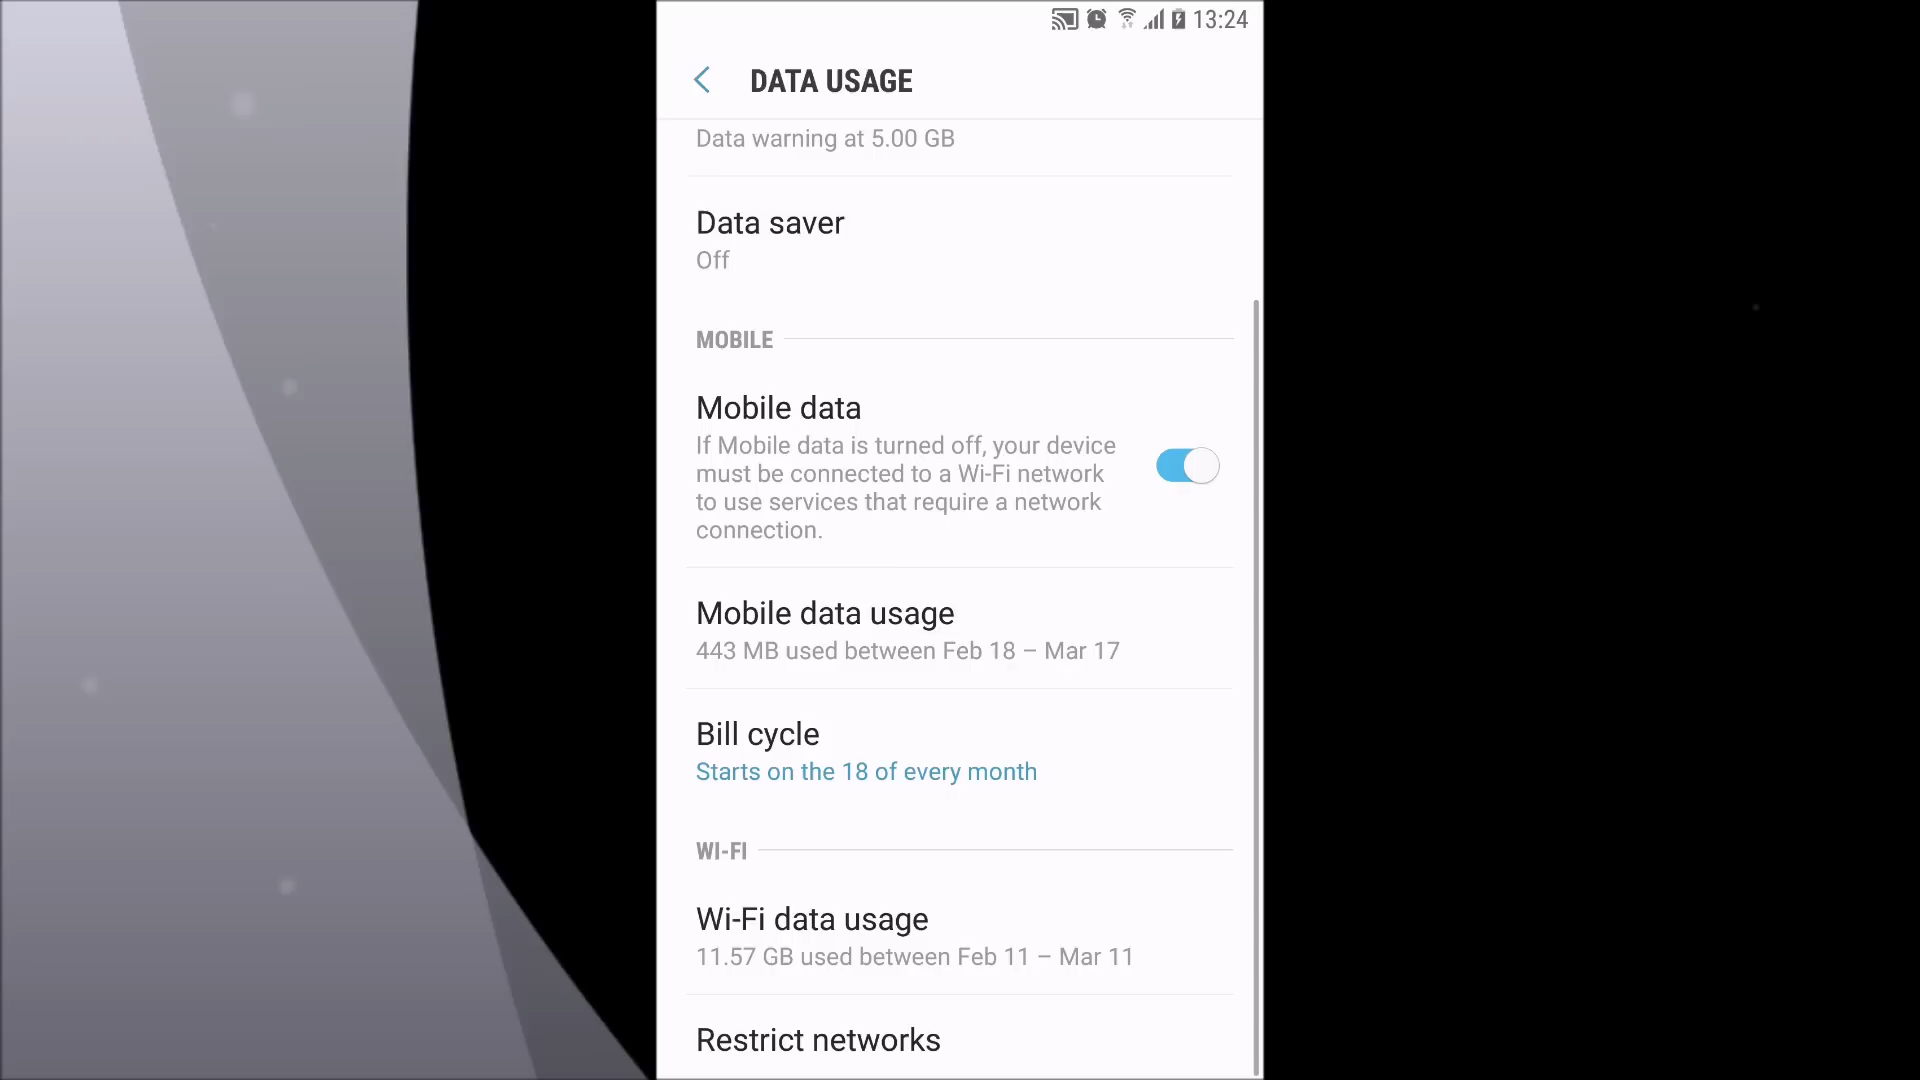 13:24
DATA USAGE
Data warning at 5.00 GB
Data saver
Off
MOBILE
Mobile data
If Mobile data is turned off, your device
must be connected to a Wi-Fi network
to use services that require a network
connection.
Mobile data usage
443 MB used between Feb 18 – Mar 17
Bill cycle
Starts on the 18 of every month
WI-FI
Wi-Fi data usage
11.57 GB used between Feb 11 – Mar 11
Restrict networks